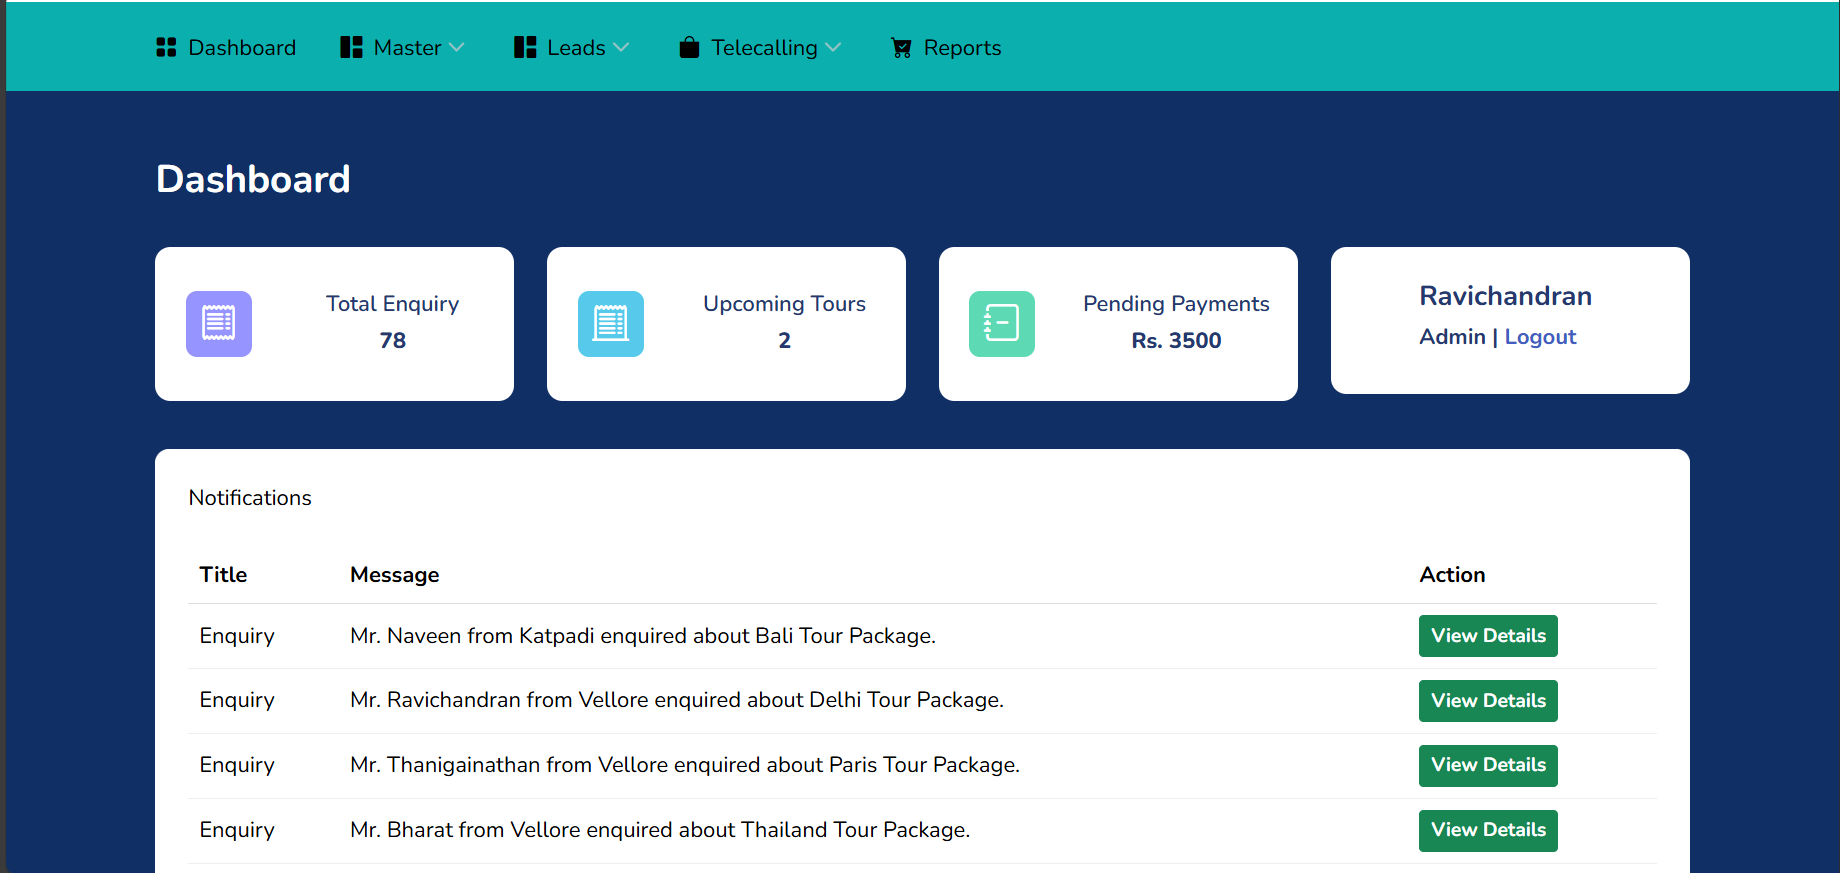 Dashboard Master Leads Telecalling Reports
Dashboard
Total Enquiry
78
Upcoming Tours
2
Pending Payments
Rs. 3500
Ravichandran
Admin | Logout
Notifications
Title Message Action
Enquiry Mr. Naveen from Katpadi enquired about Bali Tour Package. View Details
Enquiry Mr. Ravichandran from Vellore enquired about Delhi Tour Package. View Details
Enquiry Mr. Thanigainathan from Vellore enquired about Paris Tour Package. View Details
Enquiry Mr. Bharat from Vellore enquired about Thailand Tour Package. View Details